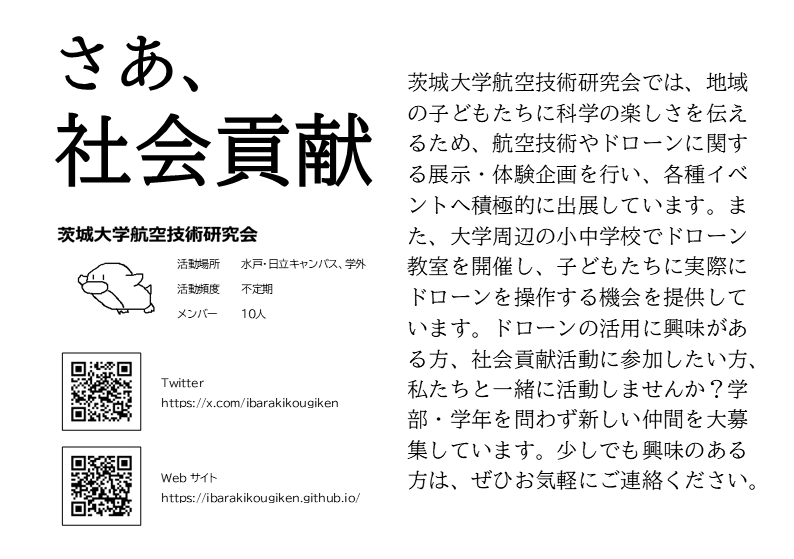 さあ、
社会貢献
茨城大学航空技術研究会
活動場所 水戸・日立キャンパス、学外
活動頻度 不定期
メンバー 10人
Twitter
https://x.com/ibarakikougiken
Web サイト
https://ibarakikougiken.github.io/
茨城大学航空技術研究会では、地域
の子どもたちに科学の楽しさを伝え
るため、航空技術やドローンに関す
る展示・体験企画を行い、各種イベ
ントへ積極的に出展しています。ま
た、大学周辺の小中学校でドローン
教室を開催し、子どもたちに実際に
ドローンを操作する機会を提供して
います。ドローンの活用に興味があ
る方、社会貢献活動に参加したい方、
私たちと一緒に活動しませんか？学
部・学年を問わず新しい仲間を大募
集しています。少しでも興味のある
方は、ぜひお気軽にご連絡ください。